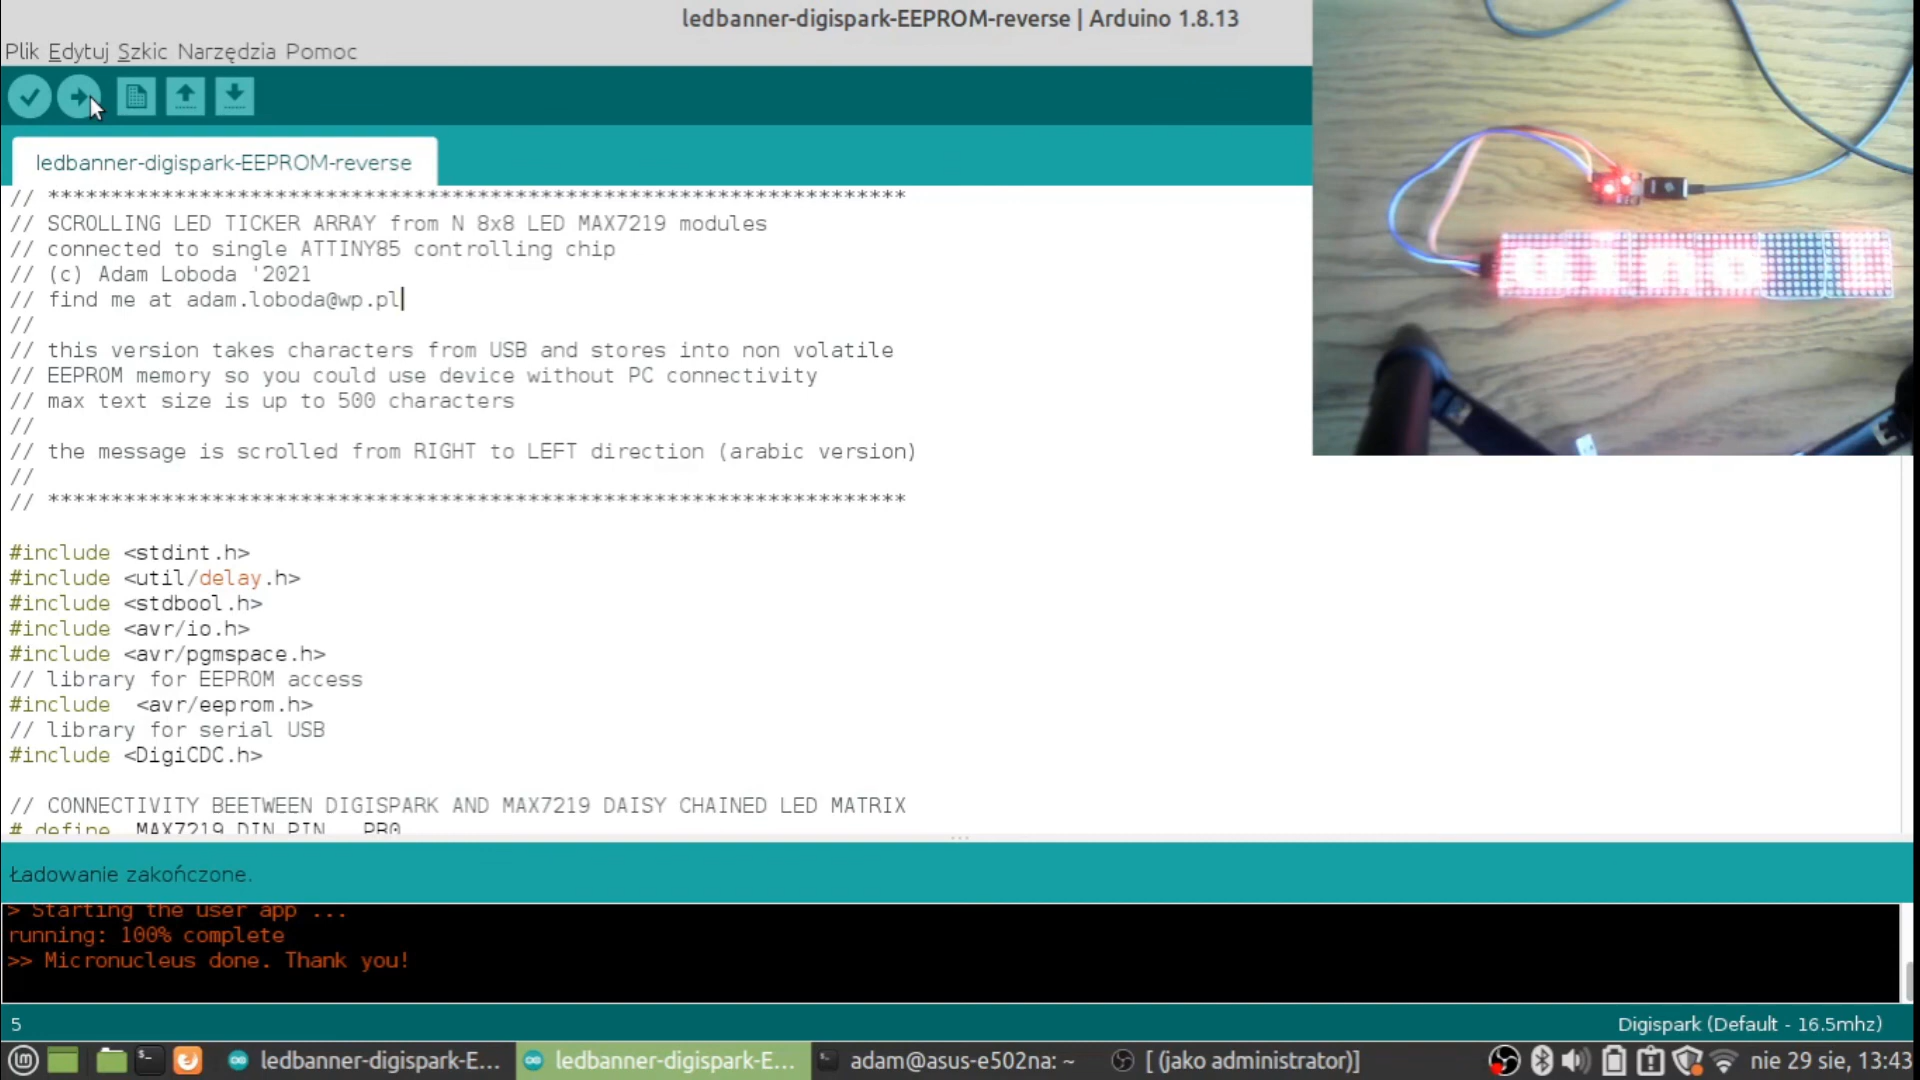 ledbanner-digispark-EEPROM-reverse | Arduino 1.8.13
Plik Edytuj Szkic Narzędzia Pomoc
ledbanner-digispark-EEPROM-reverse
// ********************************************************************
// SCROLLING LED TICKER ARRAY from N 8x8 LED MAX7219 modules
// connected to single ATTINY85 controlling chip
// (c) Adam Loboda '2021
// find me at adam.loboda@wp.pl
//
// this version takes characters from USB and stores into non volatile
// EEPROM memory so you could use device without PC connectivity
// max text size is up to 500 characters
//
// the message is scrolled from RIGHT to LEFT direction (arabic version)
//
// ********************************************************************
#include <stdint.h>
#include <util/delay.h>
#include <stdbool.h>
#include <avr/io.h>
#include <avr/pgmspace.h>
// library for EEPROM access
#include  <avr/eeprom.h>
// library for serial USB
#include <DigiCDC.h>
// CONNECTIVITY BEETWEEN DIGISPARK AND MAX7219 DAISY CHAINED LED MATRIX
# define  MAX7219_DIN_PIN   PB0
Ładowanie zakończone.
> Starting the user app ...
running: 100% complete
>> Micronucleus done. Thank you!
5
Digispark (Default - 16.5mhz)
ledbanner-digispark-E... ledbanner-digispark-E... adam@asus-e502na: ~ [ (jako administrator)] nie 29 sie, 13:43